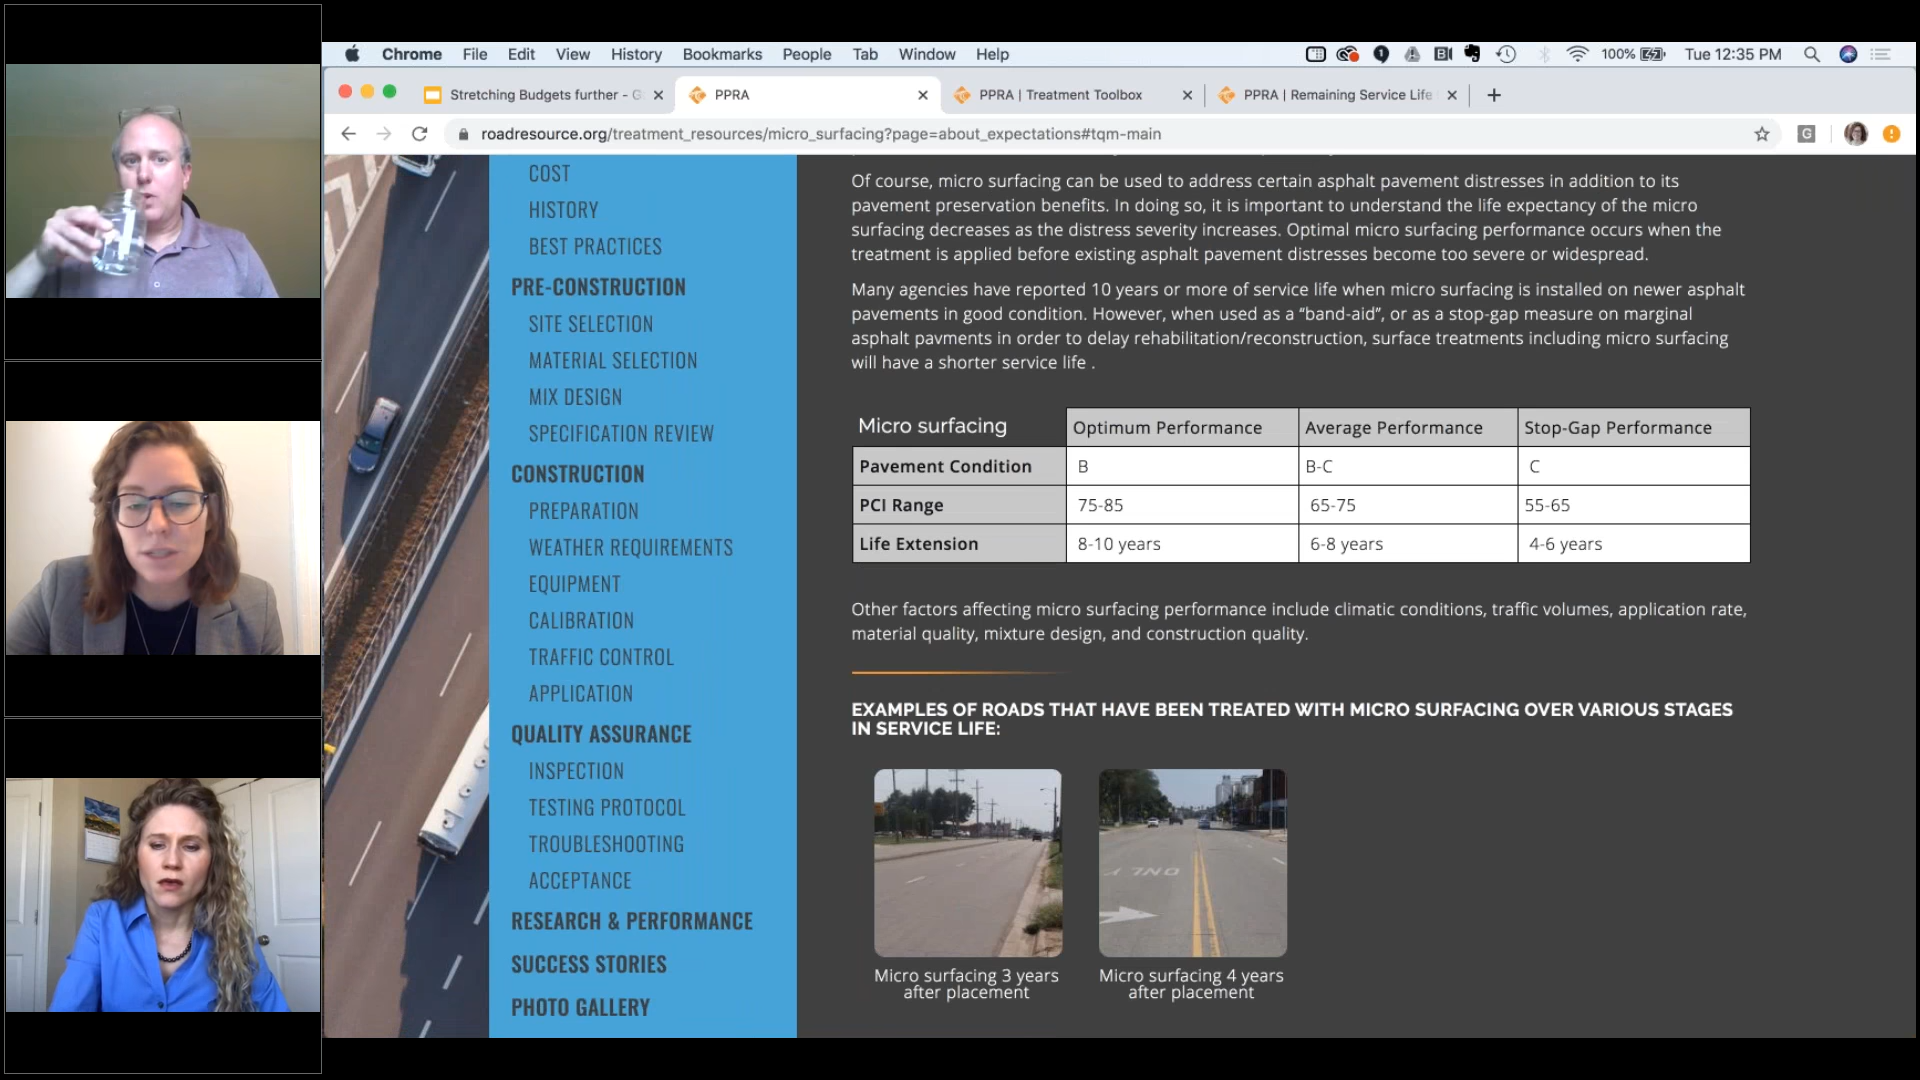 Chrome File Edit View History Bookmarks People Tab Window Help
100% Tue 12:35 PM
Stretching Budgets further - G
PPRA
PPRA | Treatment Toolbox
PPRA | Remaining Service Life
roadresource.org/treatment_resources/micro_surfacing?page=about_expectations#tqm-main
COST
HISTORY
BEST PRACTICES
PRE-CONSTRUCTION
SITE SELECTION
MATERIAL SELECTION
MIX DESIGN
SPECIFICATION REVIEW
CONSTRUCTION
PREPARATION
WEATHER REQUIREMENTS
EQUIPMENT
CALIBRATION
TRAFFIC CONTROL
APPLICATION
QUALITY ASSURANCE
INSPECTION
TESTING PROTOCOL
TROUBLESHOOTING
ACCEPTANCE
RESEARCH & PERFORMANCE
SUCCESS STORIES
PHOTO GALLERY
Of course, micro surfacing can be used to address certain asphalt pavement distresses in addition to its
pavement preservation benefits. In doing so, it is important to understand the life expectancy of the micro
surfacing decreases as the distress severity increases. Optimal micro surfacing performance occurs when the
treatment is applied before existing asphalt pavement distresses become too severe or widespread.
Many agencies have reported 10 years or more of service life when micro surfacing is installed on newer asphalt
pavements in good condition. However, when used as a “band-aid”, or as a stop-gap measure on marginal
asphalt pavments in order to delay rehabilitation/reconstruction, surface treatments including micro surfacing
will have a shorter service life .
Micro surfacing Optimum Performance Average Performance Stop-Gap Performance
Pavement Condition B B-C C
PCI Range 75-85 65-75 55-65
Life Extension 8-10 years 6-8 years 4-6 years
Other factors affecting micro surfacing performance include climatic conditions, traffic volumes, application rate,
material quality, mixture design, and construction quality.
EXAMPLES OF ROADS THAT HAVE BEEN TREATED WITH MICRO SURFACING OVER VARIOUS STAGES
IN SERVICE LIFE:
ONLY
Micro surfacing 3 years
after placement
Micro surfacing 4 years
after placement